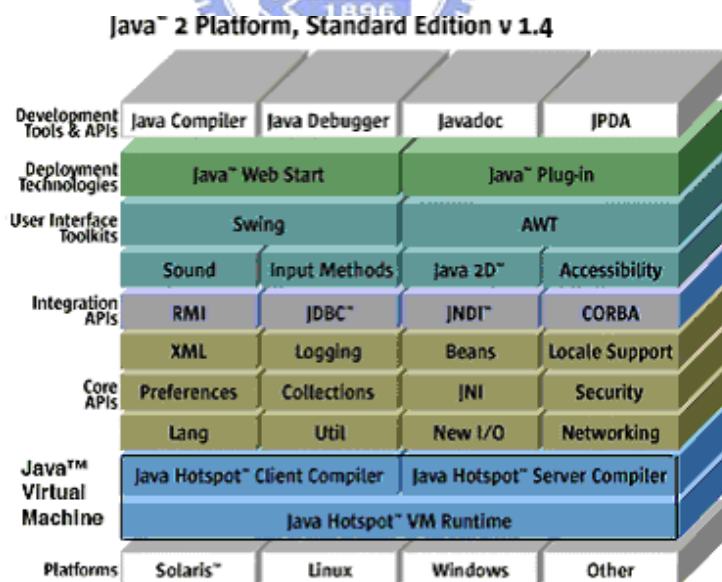 1896
Java™ 2 Platform, Standard Edition v 1.4
Development Tools & APIs
Java Compiler
Java Debugger
Javadoc
JPDA
Deployment Technologies
Java™ Web Start
Java™ Plug-in
User Interface Toolkits
Swing
AWT
Sound
Input Methods
Java 2D™
Accessibility
Integration APIs
RMI
JDBC™
JNDI™
CORBA
XML
Logging
Beans
Locale Support
Core APIs
Preferences
Collections
JNI
Security
Lang
Util
New I/O
Networking
Java™ Virtual Machine
Java Hotspot™ Client Compiler
Java Hotspot™ Server Compiler
Java Hotspot™ VM Runtime
Platforms
Solaris™
Linux
Windows
Other